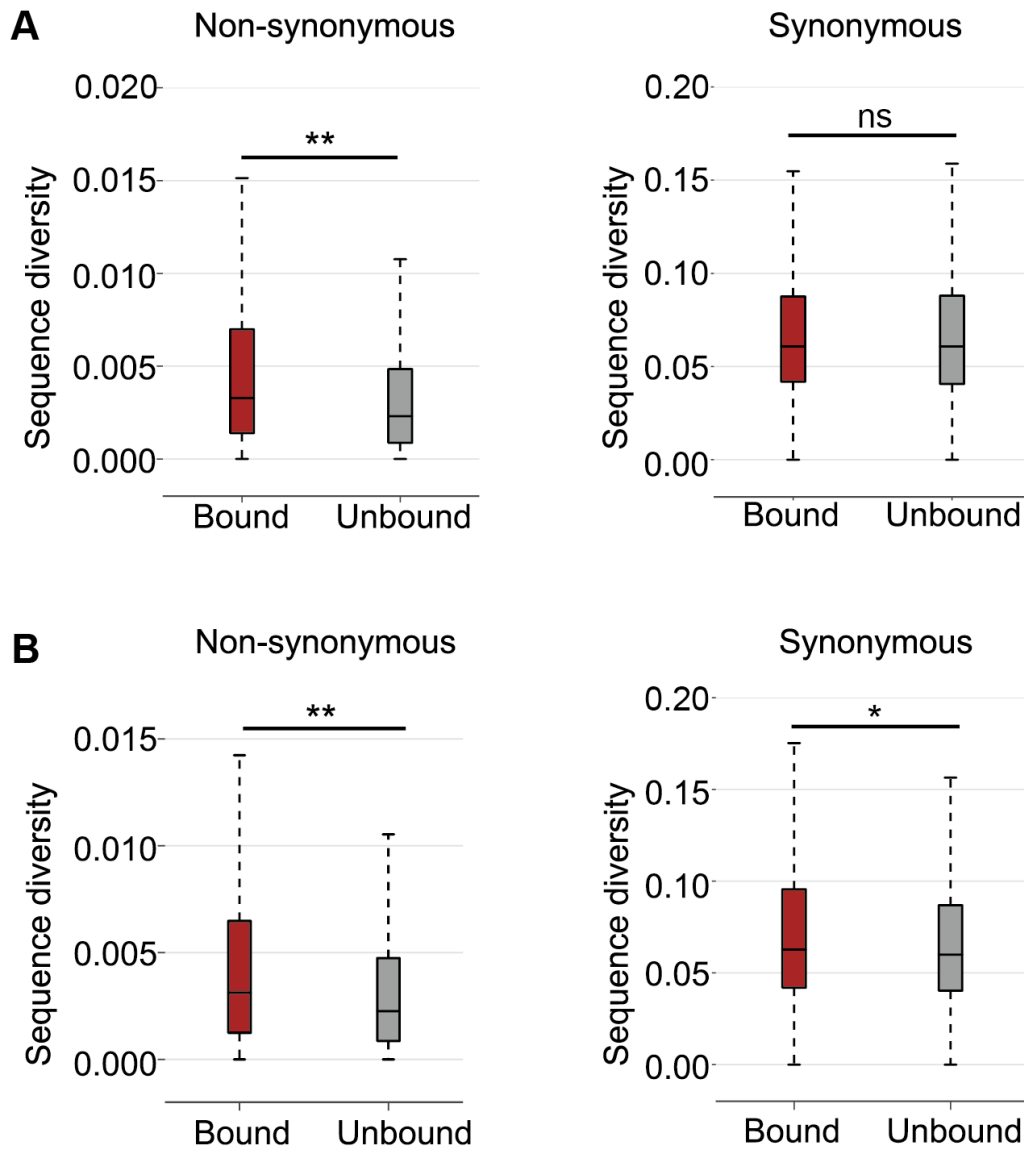 A
Non-synonymous
Synonymous
0.020
0.015
0.010
0.005
0.000
Sequence diversity
**
Bound Unbound
0.20
0.15
0.10
0.05
0.00
Sequence diversity
ns
Bound Unbound
B
Non-synonymous
Synonymous
0.015
0.010
0.005
0.000
Sequence diversity
**
Bound Unbound
0.20
0.15
0.10
0.05
0.00
Sequence diversity
*
Bound Unbound